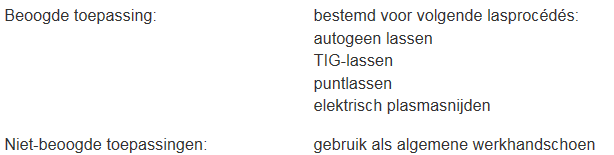 Beoogde toepassing: bestemd voor volgende lasprocédés:
autogeen lassen
TIG-lassen
puntlassen
elektrisch plasmasnijden
Niet-beoogde toepassingen: gebruik als algemene werkhandschoen